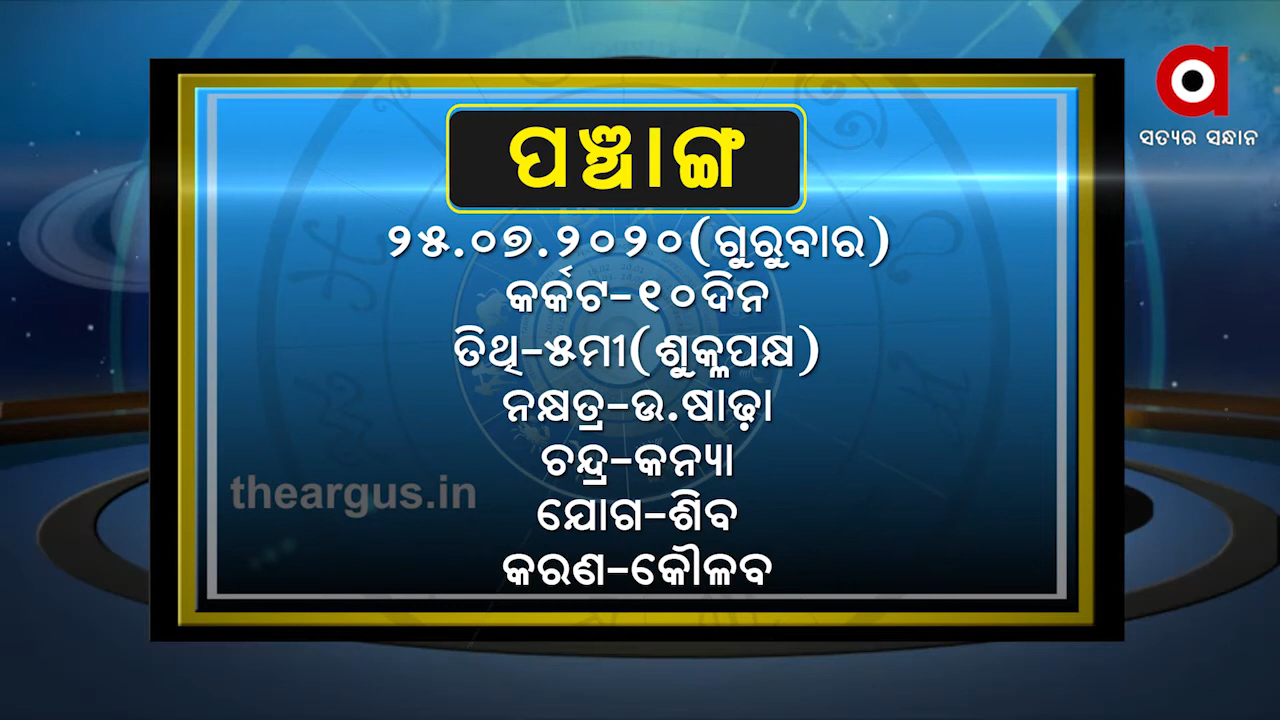 ପଞ୍ଚାଙ୍ଗ
ସତ୍ୟର ସନ୍ଧାନ
୨୫.୦୭.୨୦୨୦(ଗୁରୁବାର)
କର୍କଟ-୧୦ଦିନ
ତିଥି-୫ମୀ(ଶୁକ୍ଳପକ୍ଷ)
ନକ୍ଷତ୍ର-ଉ.ଷାଢ଼ା
ଚନ୍ଦ୍ର-କନ୍ୟା
theargus.in
ଯୋଗ-ଶିବ
କରଣ-କୌଳବ